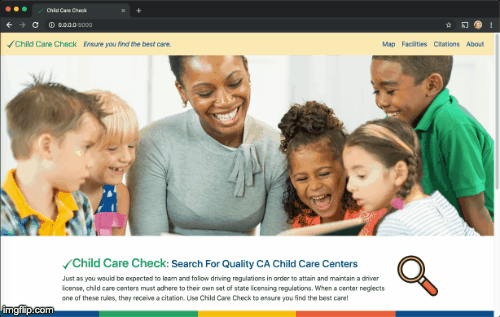 Child Care Check
0.0.0.0:5000
Child Care Check Ensure you find the best care. Map Facilities Citations About
Child Care Check: Search For Quality CA Child Care Centers
Just as you would be expected to learn and follow driving regulations in order to attain and maintain a driver
license, child care centers must adhere to their own set of state licensing regulations. When a center neglects
one of these rules, they receive a citation. Use Child Care Check to ensure you find the best care!
imgflip.com